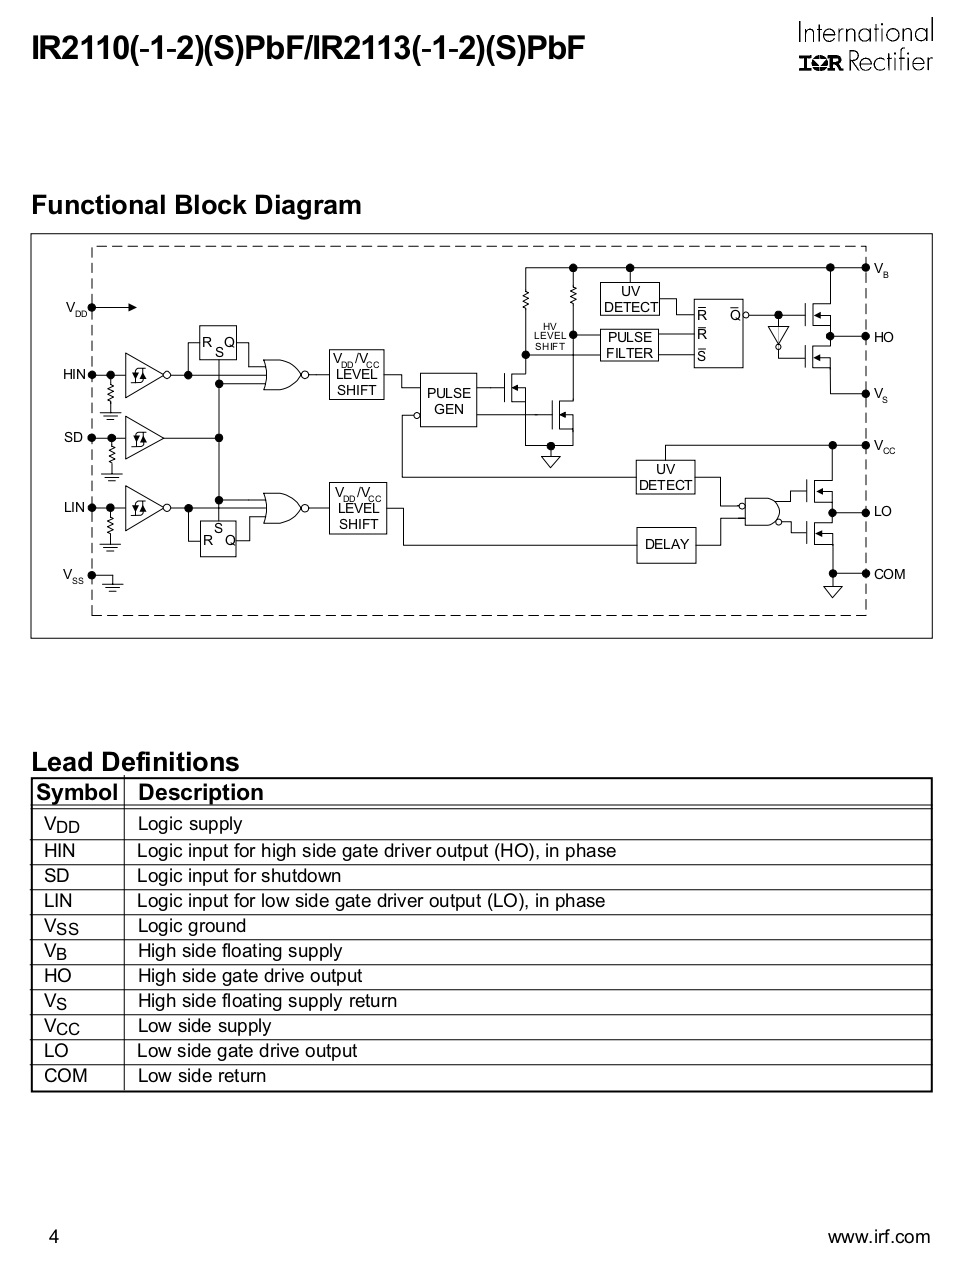 IR2110(-1-2)(S)PbF/IR2113(-1-2)(S)PbF
International
IOR Rectifier
Functional Block Diagram
VDD
HIN
SD
LIN
VSS
R Q
S
VDD/VCC
LEVEL
SHIFT
PULSE
GEN
HV
LEVEL
SHIFT
UV
DETECT
PULSE
FILTER
R̅ Q̅
R̅
S̅
VB
HO
VS
S
R Q
VDD/VCC
LEVEL
SHIFT
UV
DETECT
DELAY
VCC
LO
COM
Lead Definitions
Symbol Description
VDD Logic supply
HIN Logic input for high side gate driver output (HO), in phase
SD Logic input for shutdown
LIN Logic input for low side gate driver output (LO), in phase
VSS Logic ground
VB High side floating supply
HO High side gate drive output
VS High side floating supply return
VCC Low side supply
LO Low side gate drive output
COM Low side return
4 www.irf.com